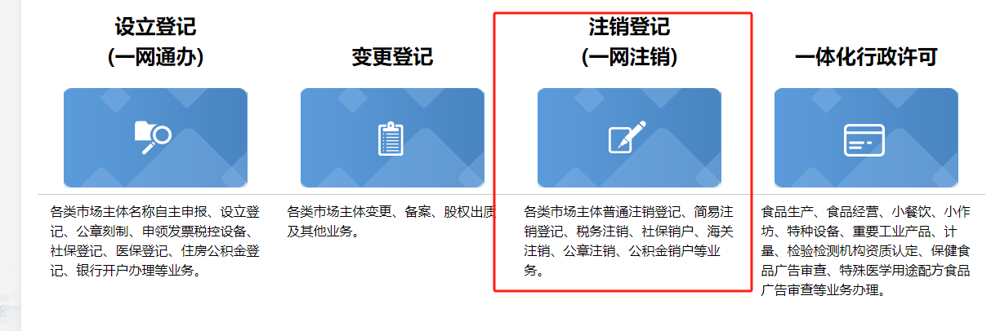 设立登记
(一网通办)
各类市场主体名称自主申报、设立登
记、公章刻制、申领发票税控设备、
社保登记、医保登记、住房公积金登
记、银行开户办理等业务。
变更登记
各类市场主体变更、备案、股权出质
及其他业务。
注销登记
(一网注销)
各类市场主体普通注销登记、简易注
销登记、税务注销、社保销户、海关
注销、公章注销、公积金销户等业
务。
一体化行政许可
食品生产、食品经营、小餐饮、小作
坊、特种设备、重要工业产品、计
量、检验检测机构资质认定、保健食
品广告审查、特殊医学用途配方食品
广告审查等业务办理。